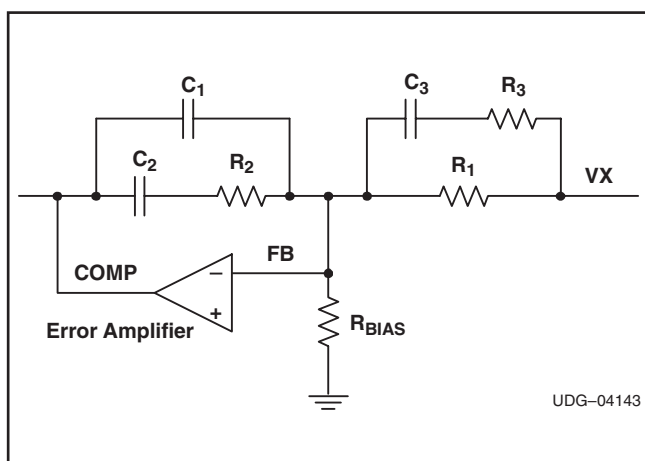 C1
C3
R3
C2
R2
R1
VX
FB
COMP
Error Amplifier
RBIAS
UDG–04143
−
+